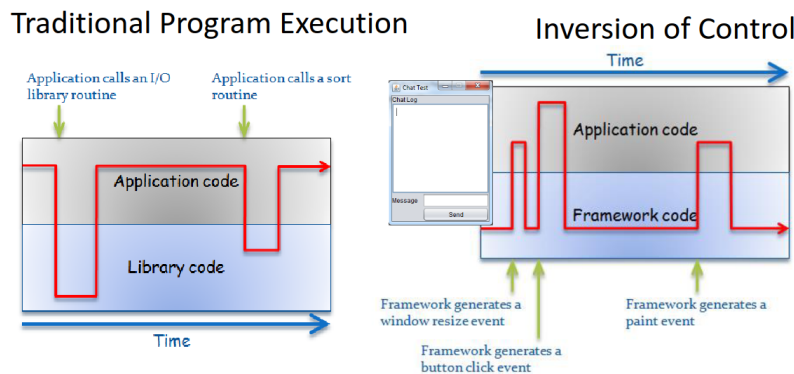 Traditional Program Execution
Inversion of Control
Time
Application calls an I/O
library routine
Application calls a sort
routine
Chat Test
Chat Log
Message
Send
Application code
Library code
Time
Application code
Framework code
Framework generates a
window resize event
Framework generates a
button click event
Framework generates a
paint event